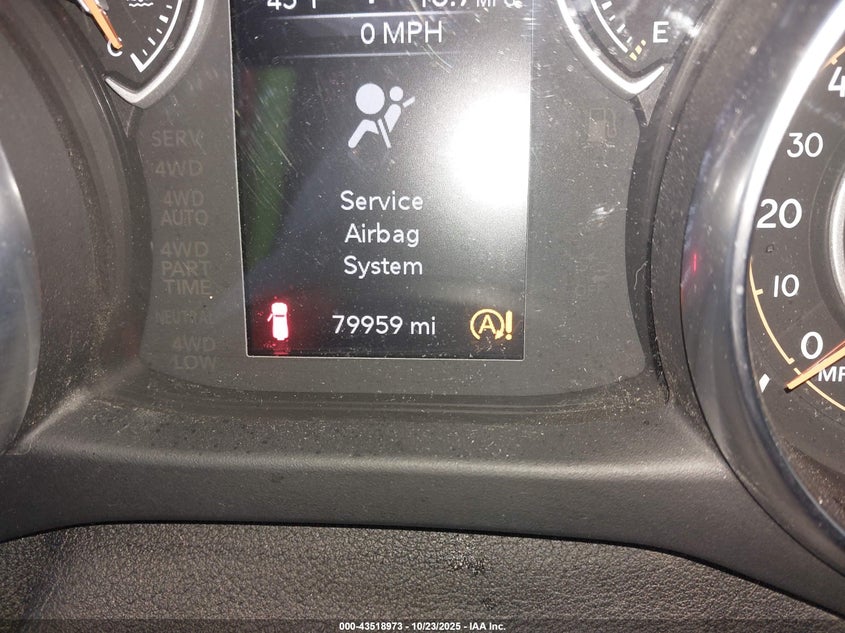 0 MPH
C
E
Service
Airbag
System
79959 mi
A!
SERV
4WD
4WD
AUTO
4WD
PART
TIME
NEUTRAL
4WD
LOW
4
30
20
10
0
000-43518973 - 10/23/2025 - IAA Inc.